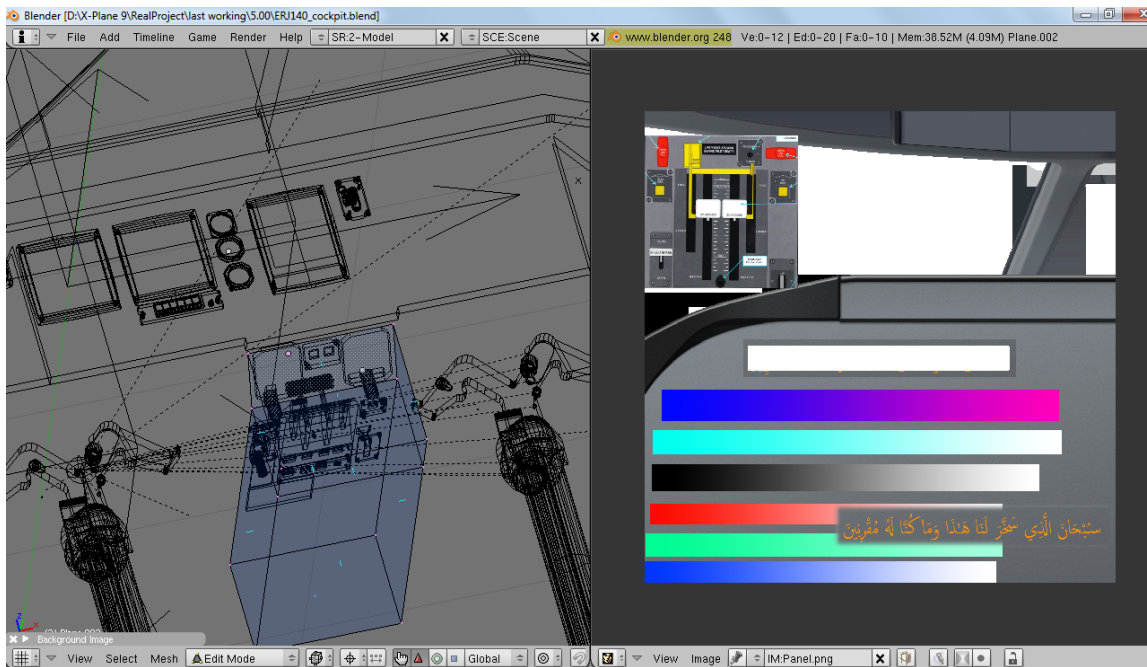 Blender [D:\X-Plane 9\RealProject\last working\5.00\ERJ140_cockpit.blend]
File Add Timeline Game Render Help SR:2-Model X SCE:Scene X www.blender.org 248 Ve:0-12 | Ed:0-20 | Fa:0-10 | Mem:38.52M (4.09M) Plane.002
سُبْحَانَ الَّذِي سَخَّرَ لَنَا هَٰذَا وَمَا كُنَّا لَهُ مُقْرِنِينَ
Z
X
Background Image
View Select Mesh Edit Mode Global View Image IM:Panel.png X